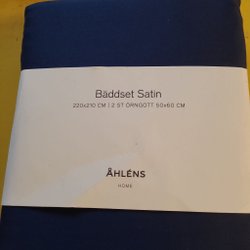 Bäddset Satin
220x210 CM | 2 ST ÖRNGOTT 50x60 CM
ÅHLÉNS
HOME